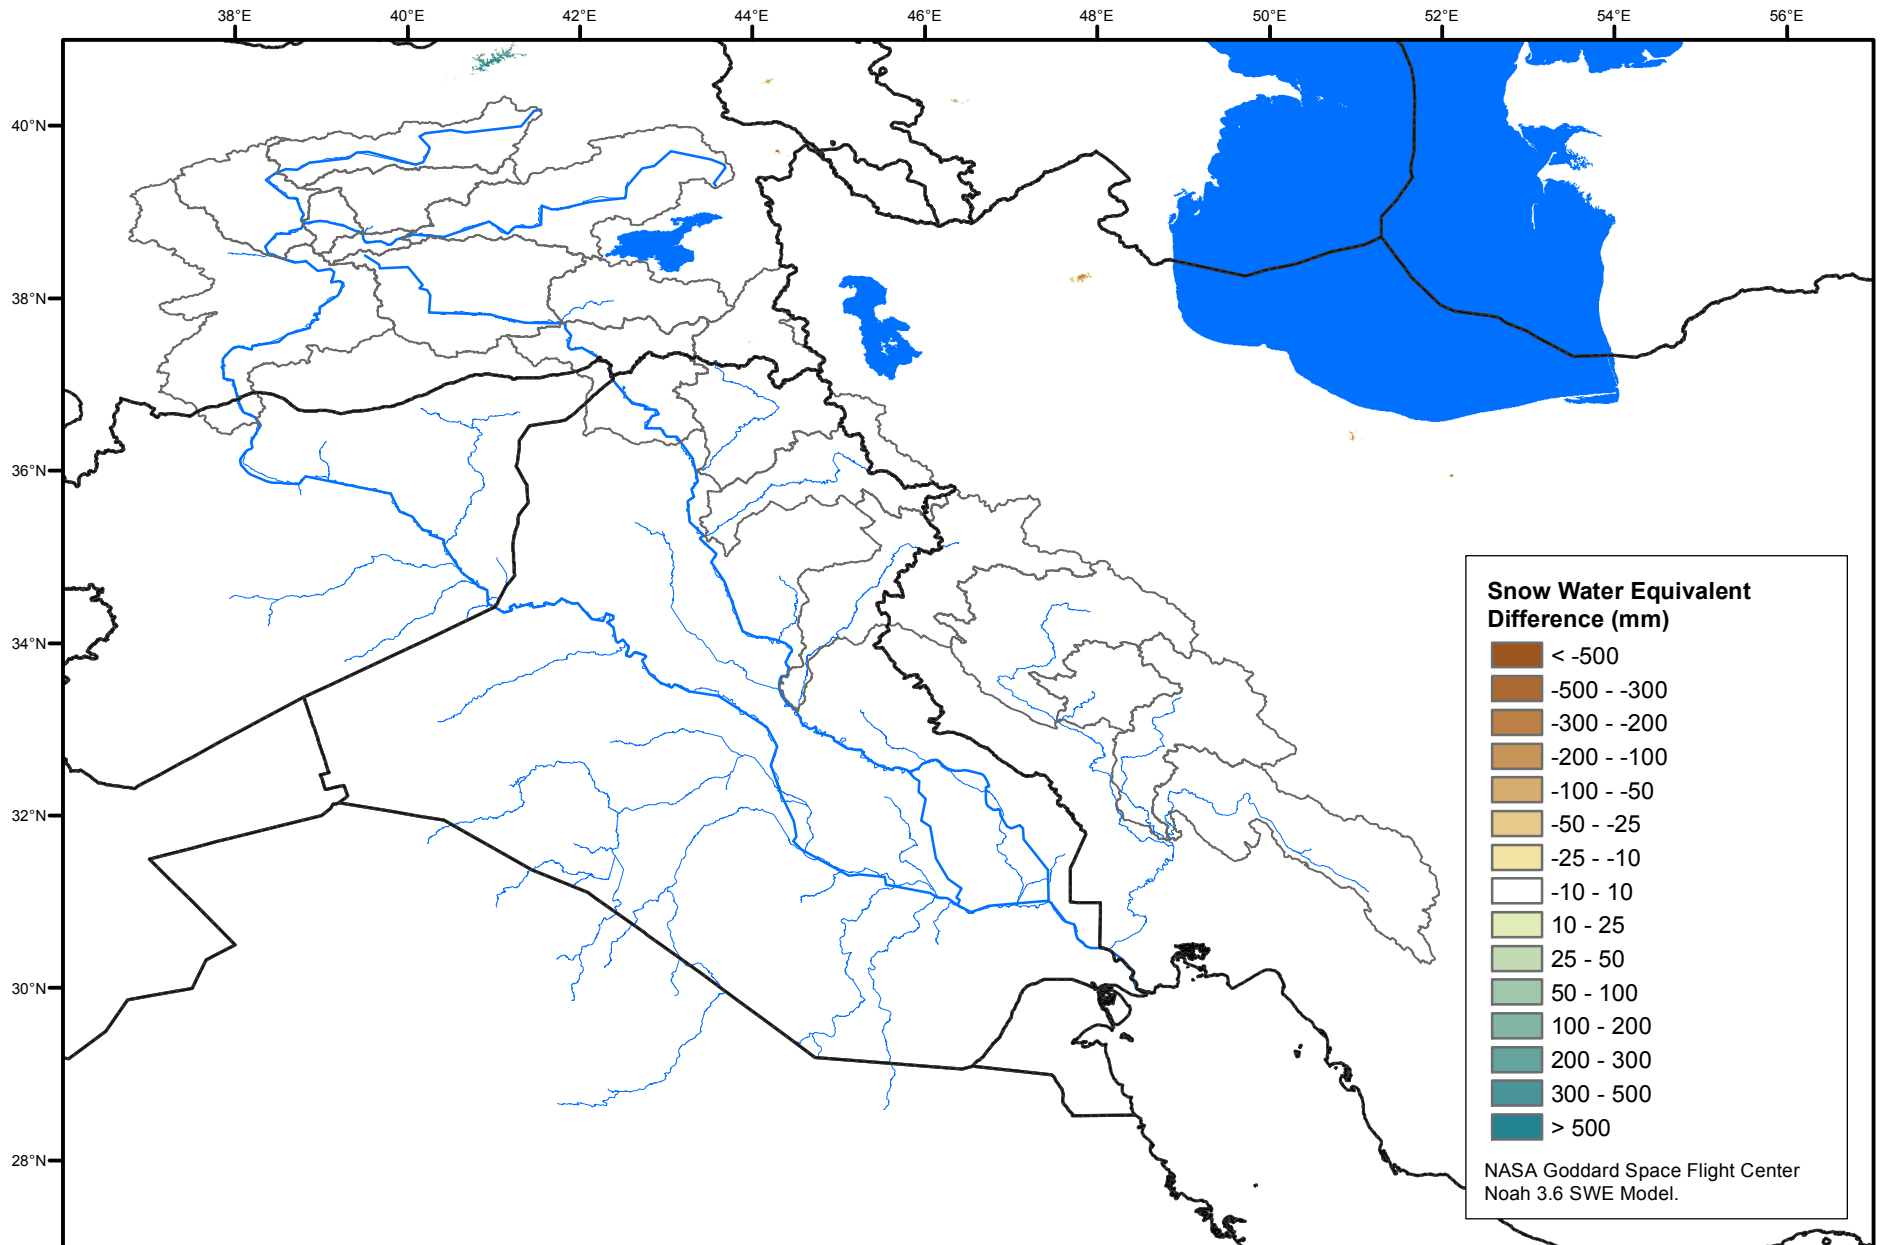 38°E 40°E 42°E 44°E 46°E 48°E 50°E 52°E 54°E 56°E
40°N
38°N
36°N
34°N
32°N
30°N
28°N
Snow Water Equivalent
Difference (mm)
< -500
-500 - -300
-300 - -200
-200 - -100
-100 - -50
-50 - -25
-25 - -10
-10 - 10
10 - 25
25 - 50
50 - 100
100 - 200
200 - 300
300 - 500
> 500
NASA Goddard Space Flight Center
Noah 3.6 SWE Model.